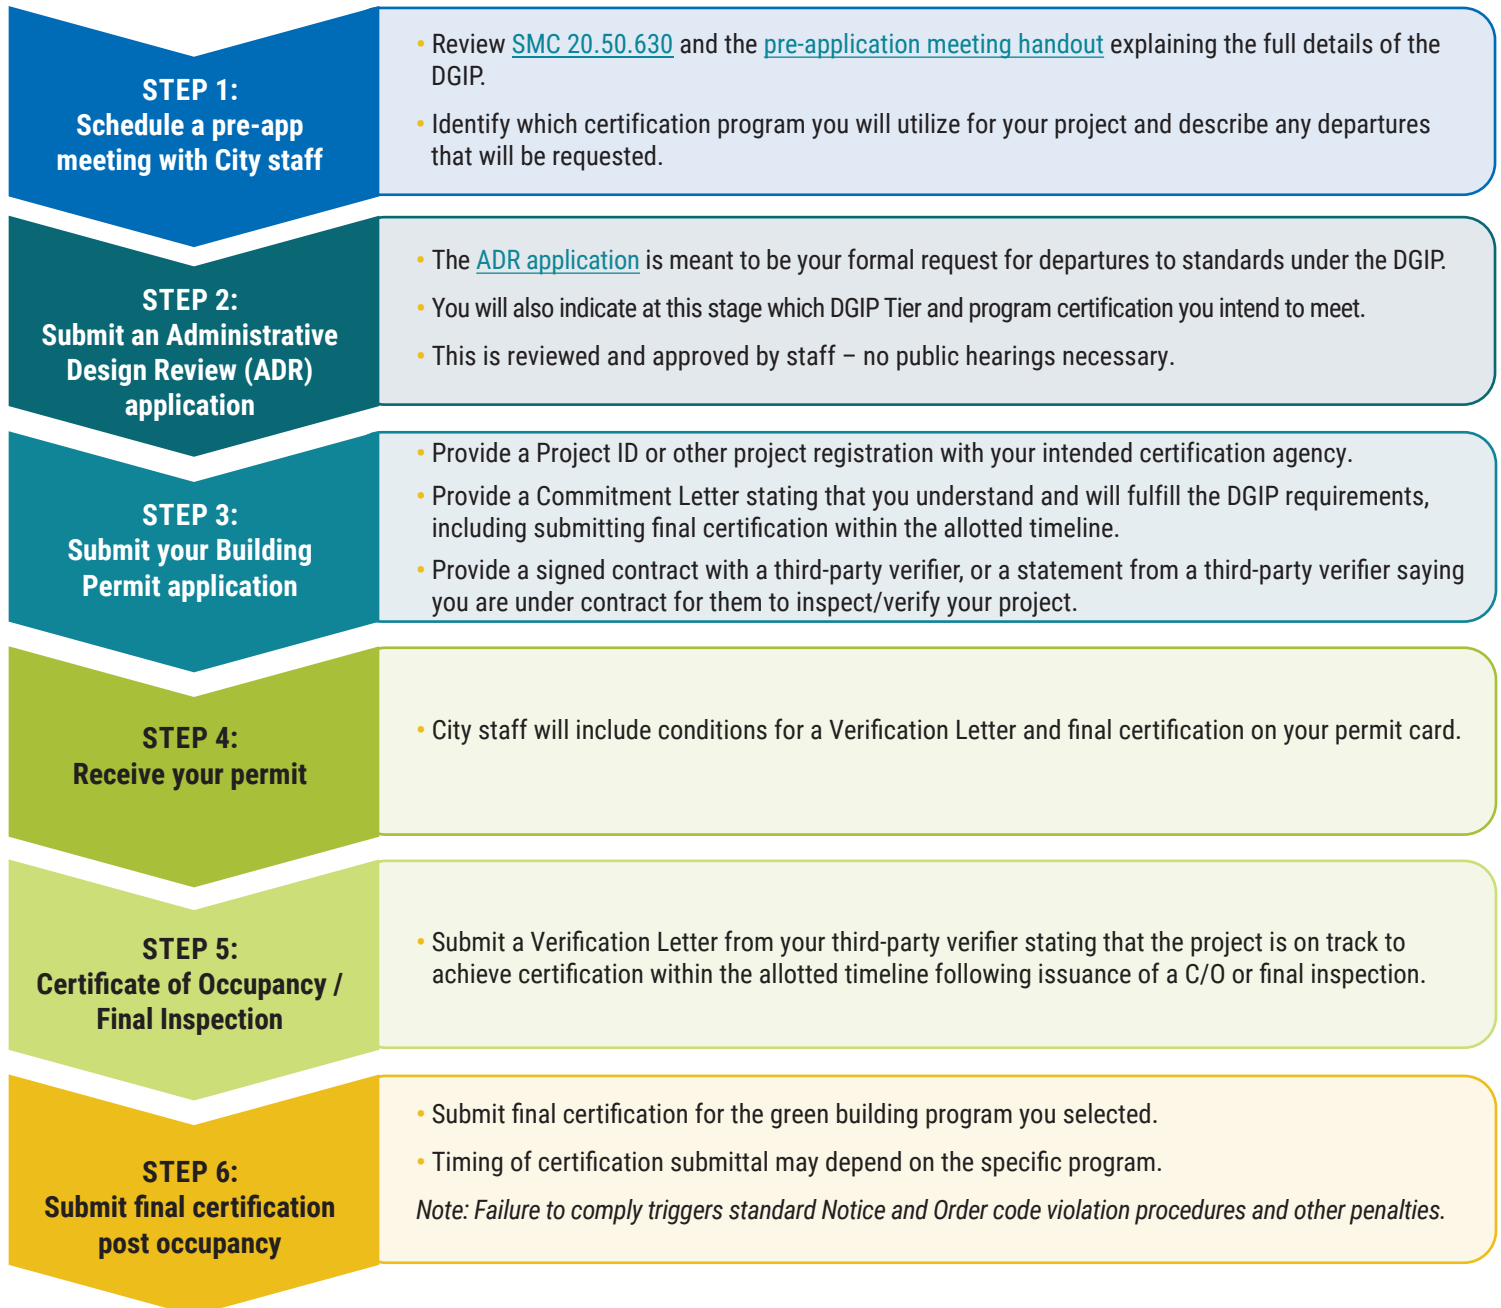 STEP 1:
Schedule a pre-app
meeting with City staff
• Review SMC 20.50.630 and the pre-application meeting handout explaining the full details of the
DGIP.
• Identify which certification program you will utilize for your project and describe any departures
that will be requested.
STEP 2:
Submit an Administrative
Design Review (ADR)
application
• The ADR application is meant to be your formal request for departures to standards under the DGIP.
• You will also indicate at this stage which DGIP Tier and program certification you intend to meet.
• This is reviewed and approved by staff – no public hearings necessary.
STEP 3:
Submit your Building
Permit application
• Provide a Project ID or other project registration with your intended certification agency.
• Provide a Commitment Letter stating that you understand and will fulfill the DGIP requirements,
including submitting final certification within the allotted timeline.
• Provide a signed contract with a third-party verifier, or a statement from a third-party verifier saying
you are under contract for them to inspect/verify your project.
STEP 4:
Receive your permit
• City staff will include conditions for a Verification Letter and final certification on your permit card.
STEP 5:
Certificate of Occupancy /
Final Inspection
• Submit a Verification Letter from your third-party verifier stating that the project is on track to
achieve certification within the allotted timeline following issuance of a C/O or final inspection.
STEP 6:
Submit final certification
post occupancy
• Submit final certification for the green building program you selected.
• Timing of certification submittal may depend on the specific program.
Note: Failure to comply triggers standard Notice and Order code violation procedures and other penalties.